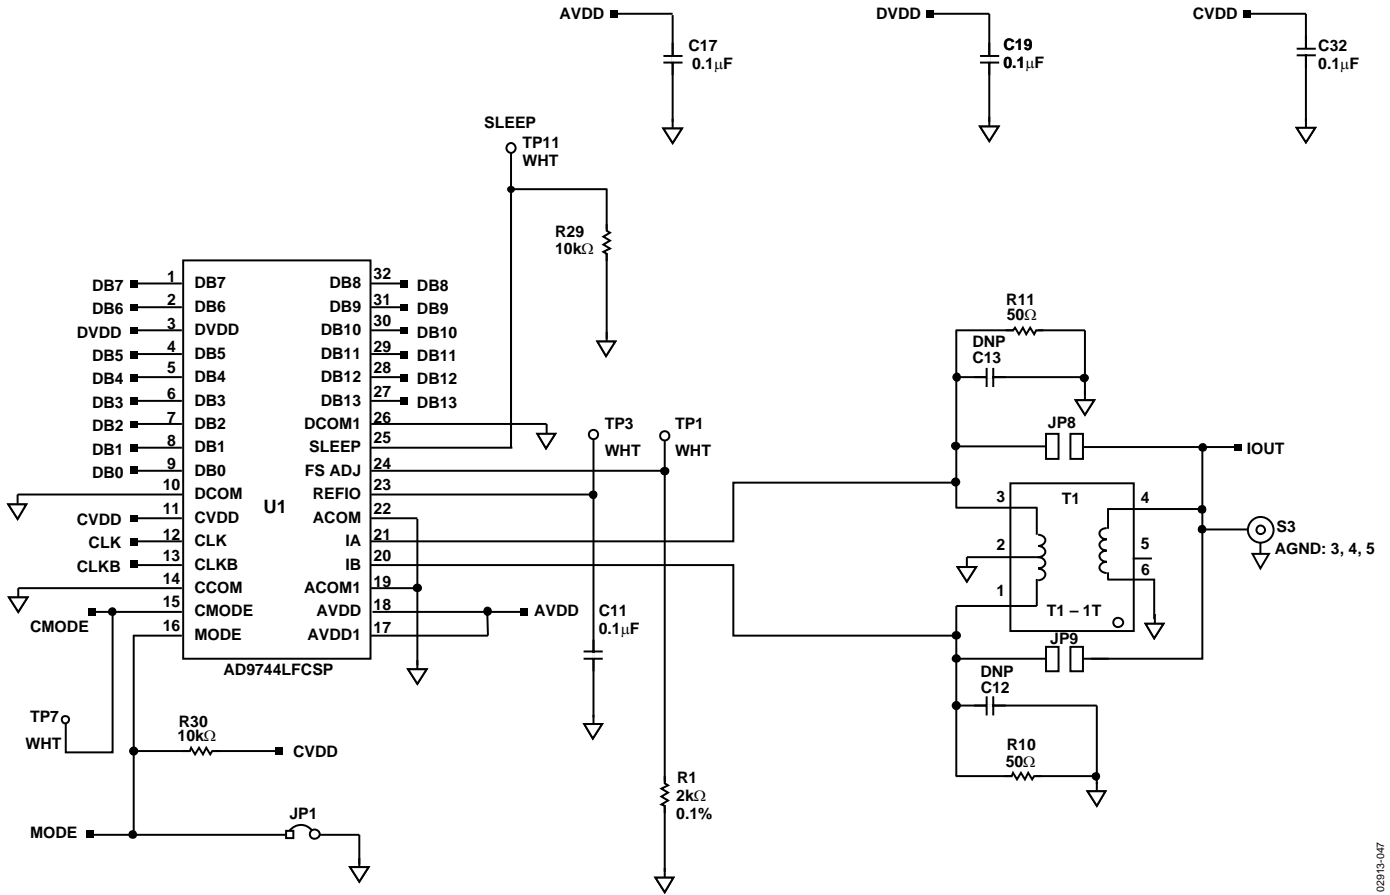 AVDD
C17
0.1µF
DVDD
C19
0.1µF
CVDD
C32
0.1µF
SLEEP
TP11
WHT
R29
10kΩ
DB7 1 DB7
DB6 2 DB6
DVDD 3 DVDD
DB5 4 DB5
DB4 5 DB4
DB3 6 DB3
DB2 7 DB2
DB1 8 DB1
DB0 9 DB0
10 DCOM
CVDD 11 CVDD
CLK 12 CLK
CLKB 13 CLKB
14 CCOM
CMODE 15 CMODE
16 MODE
U1
DB8 32 DB8
DB9 31 DB9
DB10 30 DB10
DB11 29 DB11
DB12 28 DB12
DB13 27 DB13
DCOM1 26
SLEEP 25
FS ADJ 24
REFIO 23
ACOM 22
IA 21
IB 20
ACOM1 19
AVDD 18 AVDD
AVDD1 17
AD9744LFCSP
TP3
WHT
TP1
WHT
C11
0.1µF
R1
2kΩ
0.1%
TP7
WHT
R30
10kΩ
CVDD
MODE
JP1
R11
50Ω
DNP
C13
JP8
IOUT
3 T1 4
2 5
6
1
T1 – 1T
S3
AGND: 3, 4, 5
JP9
DNP
C12
R10
50Ω
02913-047